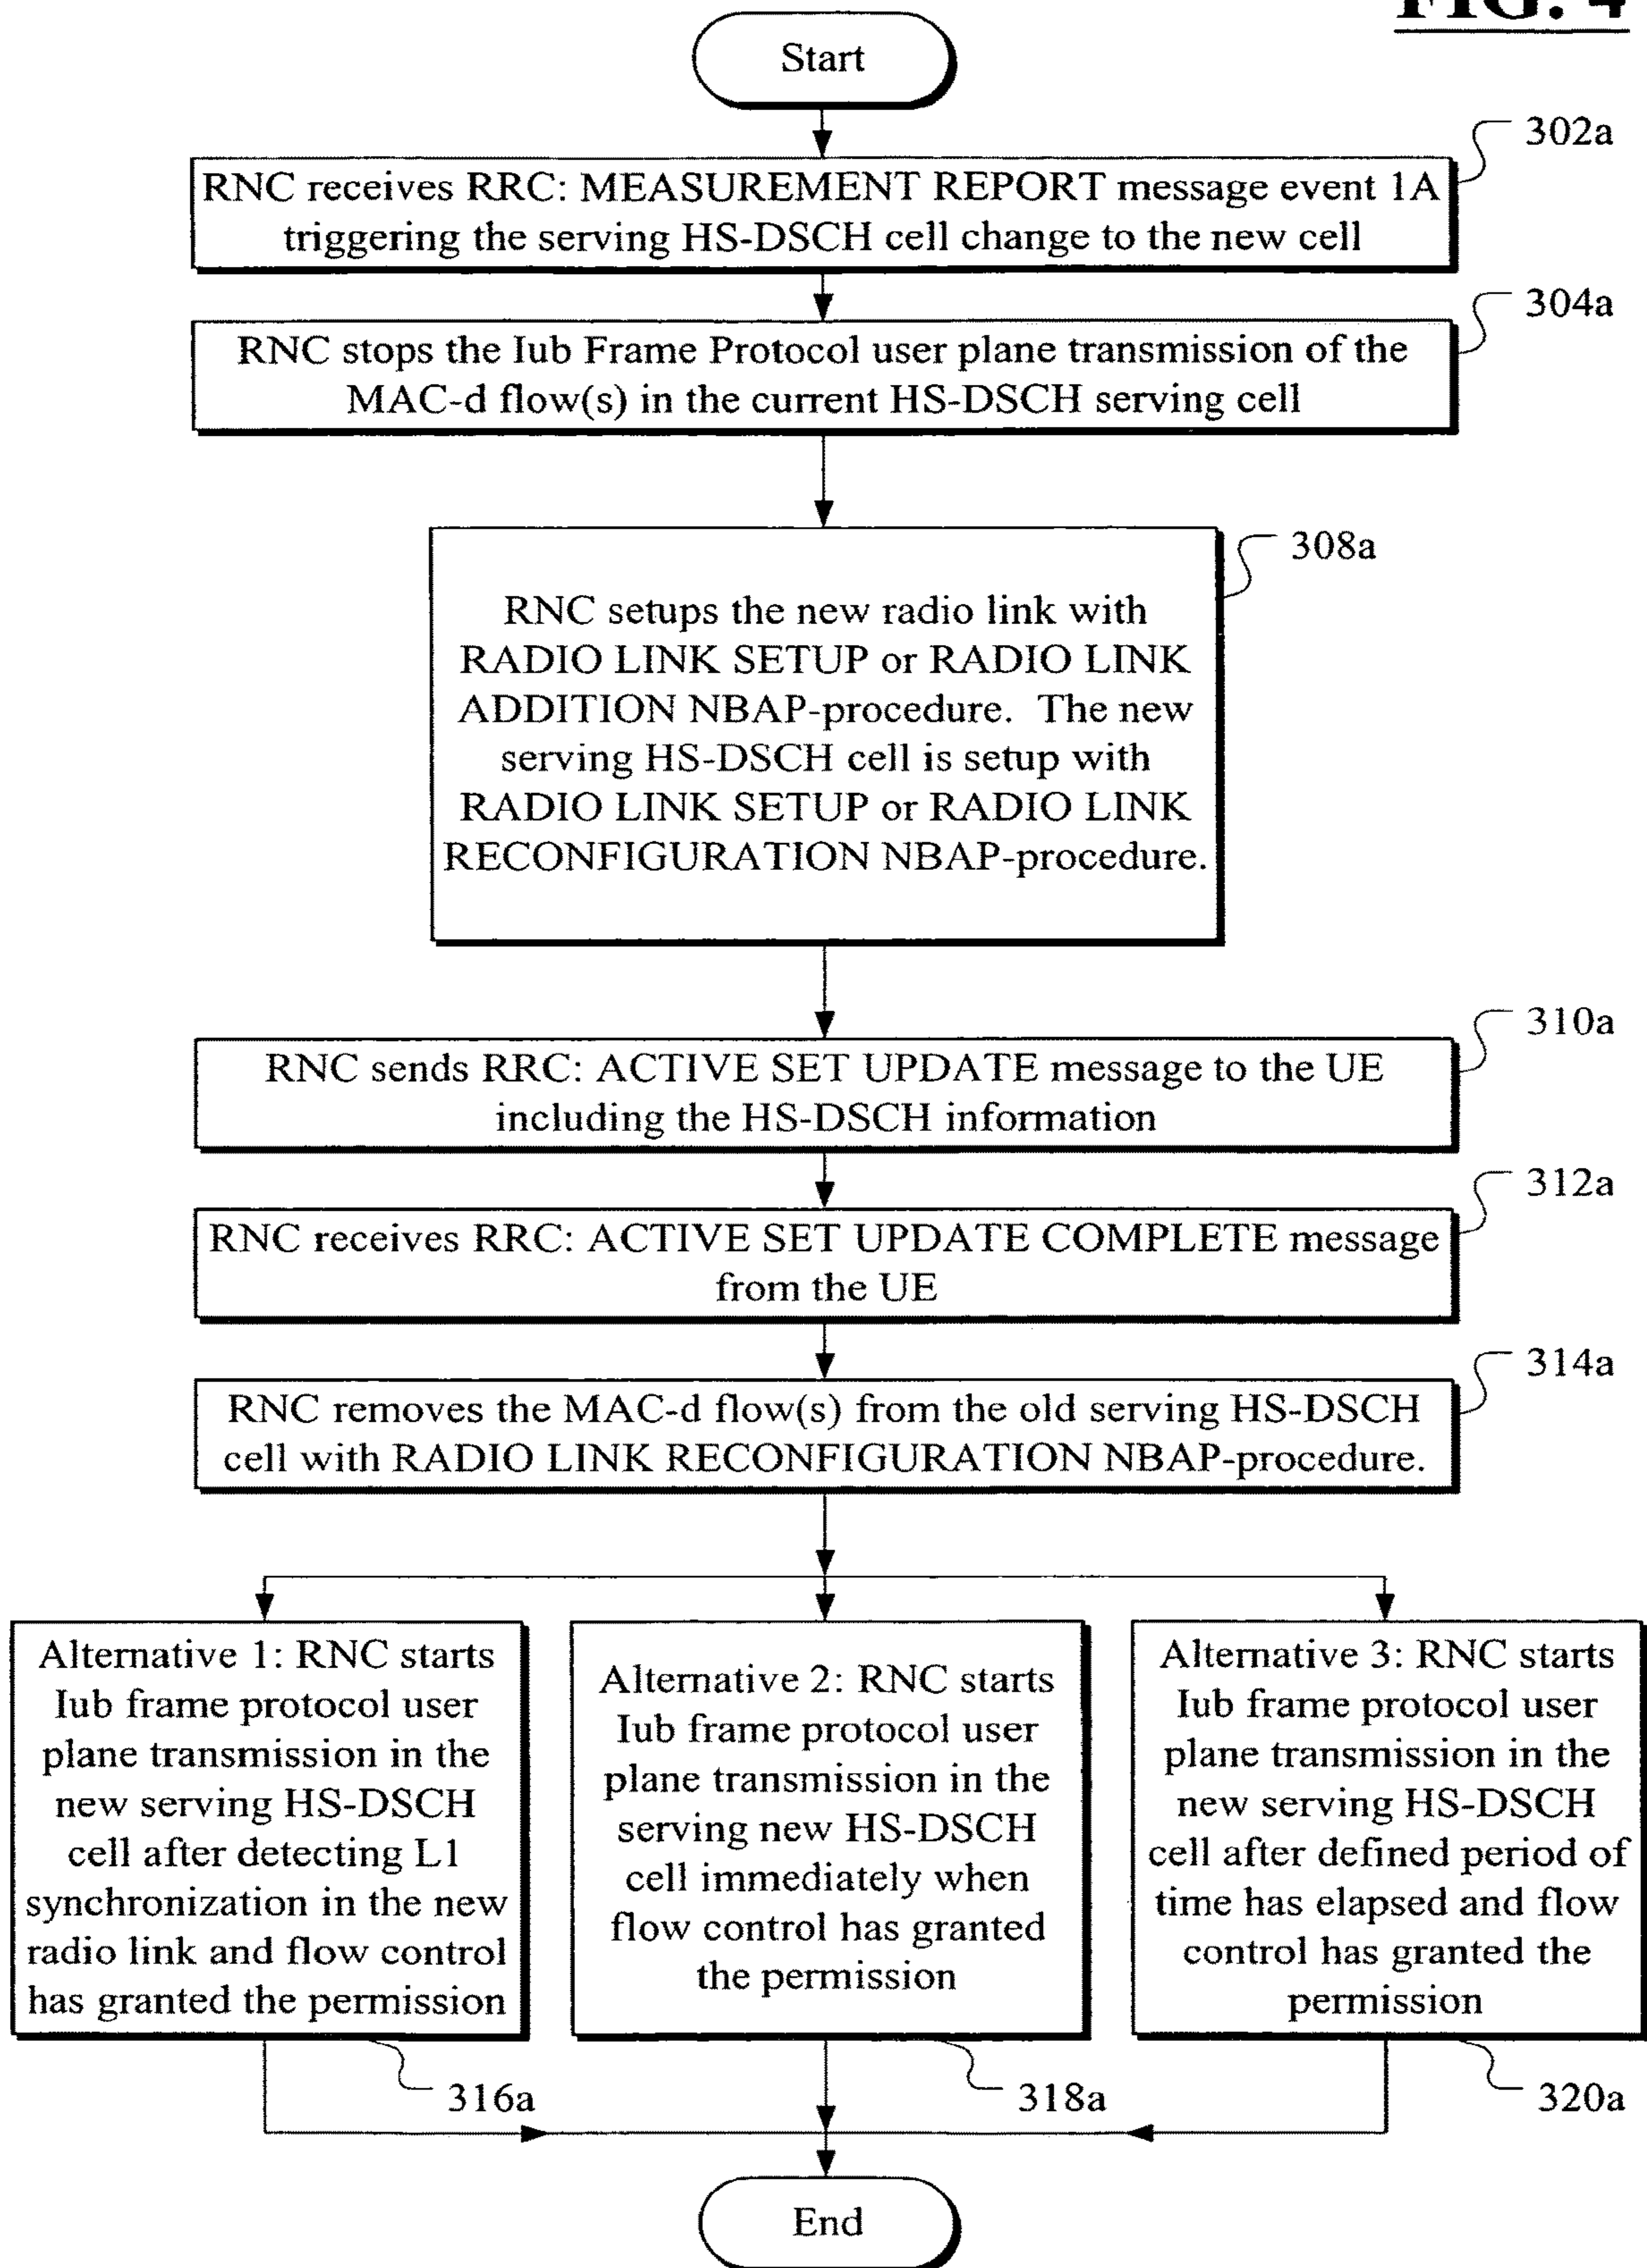 FIG. 4
Start
302a
RNC receives RRC: MEASUREMENT REPORT message event 1A
triggering the serving HS-DSCH cell change to the new cell
304a
RNC stops the Iub Frame Protocol user plane transmission of the
MAC-d flow(s) in the current HS-DSCH serving cell
308a
RNC setups the new radio link with
RADIO LINK SETUP or RADIO LINK
ADDITION NBAP-procedure. The new
serving HS-DSCH cell is setup with
RADIO LINK SETUP or RADIO LINK
RECONFIGURATION NBAP-procedure.
310a
RNC sends RRC: ACTIVE SET UPDATE message to the UE
including the HS-DSCH information
312a
RNC receives RRC: ACTIVE SET UPDATE COMPLETE message
from the UE
314a
RNC removes the MAC-d flow(s) from the old serving HS-DSCH
cell with RADIO LINK RECONFIGURATION NBAP-procedure.
Alternative 1: RNC starts
Iub frame protocol user
plane transmission in the
new serving HS-DSCH
cell after detecting L1
synchronization in the new
radio link and flow control
has granted the permission
316a
Alternative 2: RNC starts
Iub frame protocol user
plane transmission in the
serving new HS-DSCH
cell immediately when
flow control has granted
the permission
318a
Alternative 3: RNC starts
Iub frame protocol user
plane transmission in the
new serving HS-DSCH
cell after defined period of
time has elapsed and flow
control has granted the
permission
320a
End